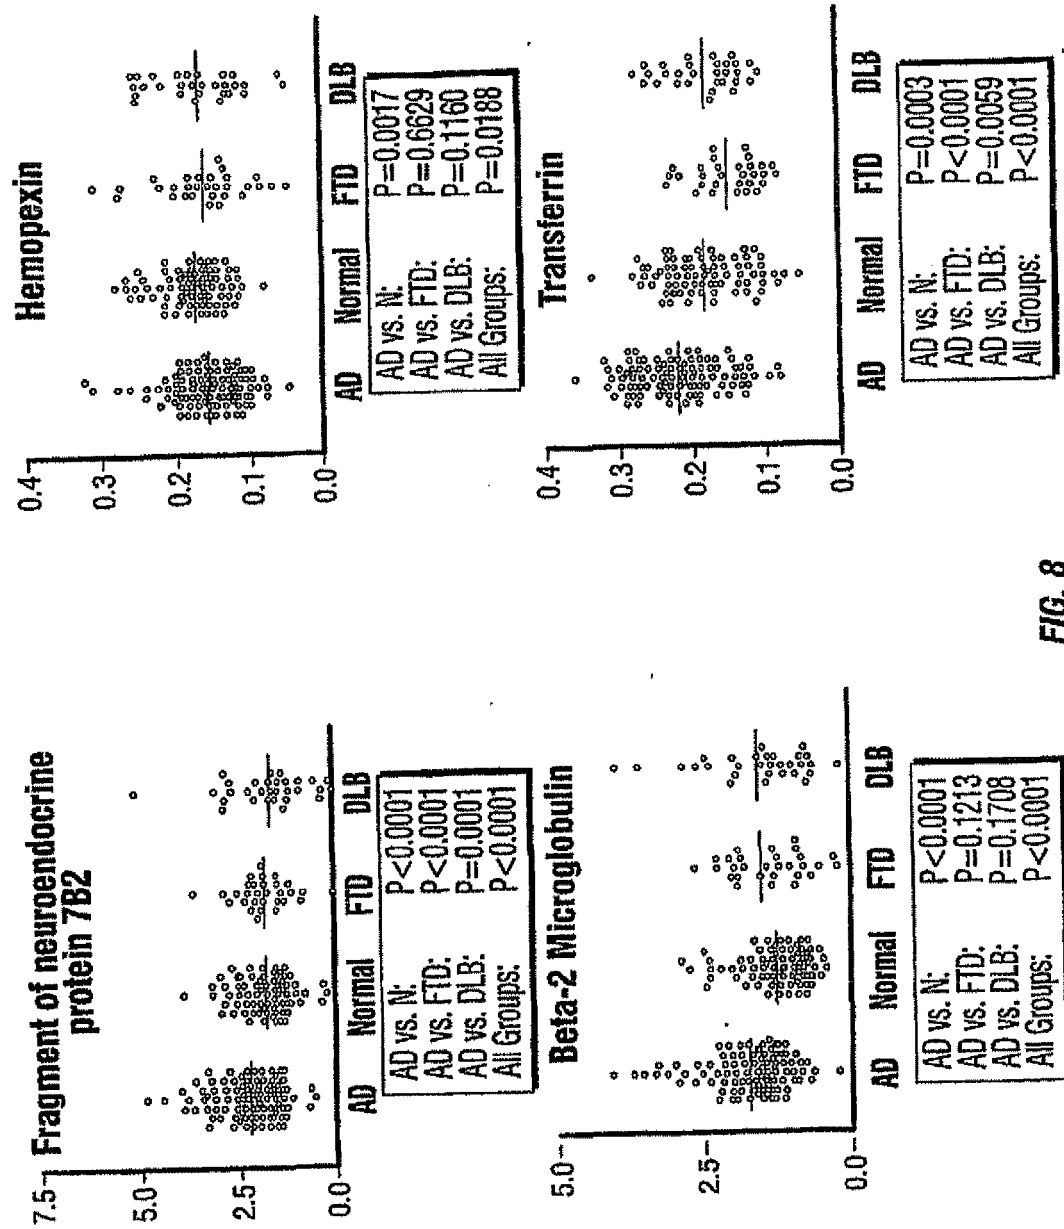 Fragment of neuroendocrine
protein 7B2
7.5
5.0
2.5
0.0
AD Normal FTD DLB
AD vs. N: P<0.0001
AD vs. FTD: P<0.0001
AD vs. DLB: P=0.0001
All Groups: P<0.0001
Hemopexin
0.4
0.3
0.2
0.1
0.0
AD Normal FTD DLB
AD vs. N: P=0.0017
AD vs. FTD: P=0.6629
AD vs. DLB: P=0.1160
All Groups: P=0.0188
Beta-2 Microglobulin
5.0
2.5
0.0
AD Normal FTD DLB
AD vs. N: P<0.0001
AD vs. FTD: P=0.1213
AD vs. DLB: P=0.1708
All Groups: P<0.0001
Transferrin
0.4
0.3
0.2
0.1
0.0
AD Normal FTD DLB
AD vs. N: P=0.0003
AD vs. FTD: P<0.0001
AD vs. DLB: P=0.0059
All Groups: P<0.0001
FIG. 8